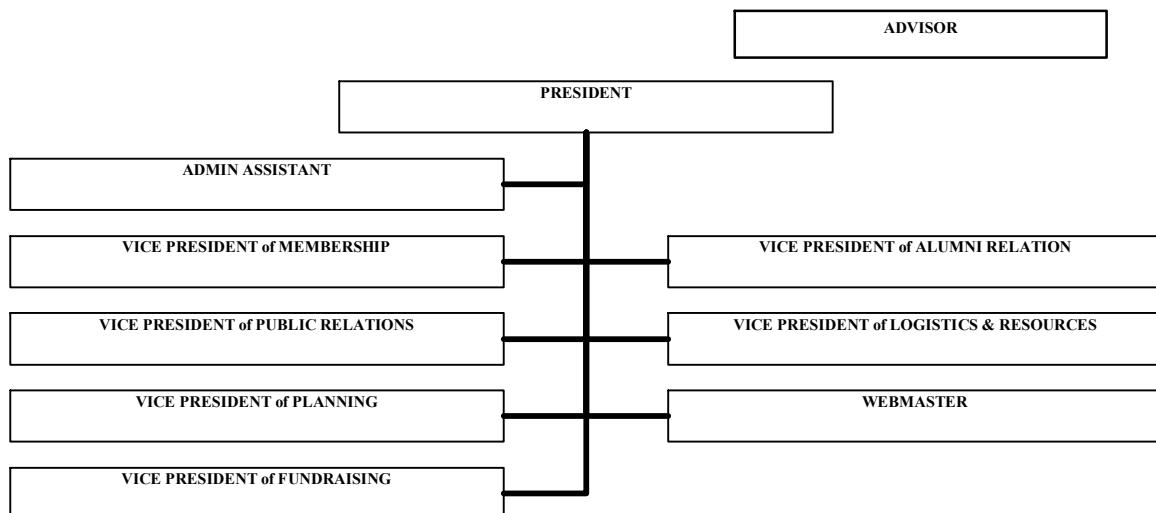 ADVISOR
PRESIDENT
ADMIN ASSISTANT
VICE PRESIDENT of MEMBERSHIP
VICE PRESIDENT of ALUMNI RELATION
VICE PRESIDENT of PUBLIC RELATIONS
VICE PRESIDENT of LOGISTICS & RESOURCES
VICE PRESIDENT of PLANNING
WEBMASTER
VICE PRESIDENT of FUNDRAISING